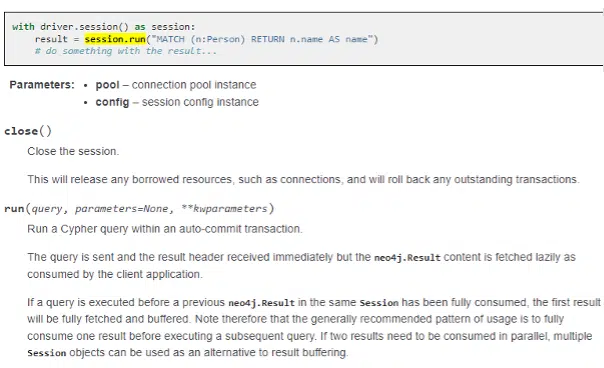 with driver.session() as session:
result = session.run("MATCH (n:Person) RETURN n.name AS name")
# do something with the result...
Parameters: • pool – connection pool instance
• config – session config instance
close()
Close the session.
This will release any borrowed resources, such as connections, and will roll back any outstanding transactions.
run(query, parameters=None, **kwparameters)
Run a Cypher query within an auto-commit transaction.
The query is sent and the result header received immediately but the neo4j.Result content is fetched lazily as
consumed by the client application.
If a query is executed before a previous neo4j.Result in the same Session has been fully consumed, the first result
will be fully fetched and buffered. Note therefore that the generally recommended pattern of usage is to fully
consume one result before executing a subsequent query. If two results need to be consumed in parallel, multiple
Session objects can be used as an alternative to result buffering.